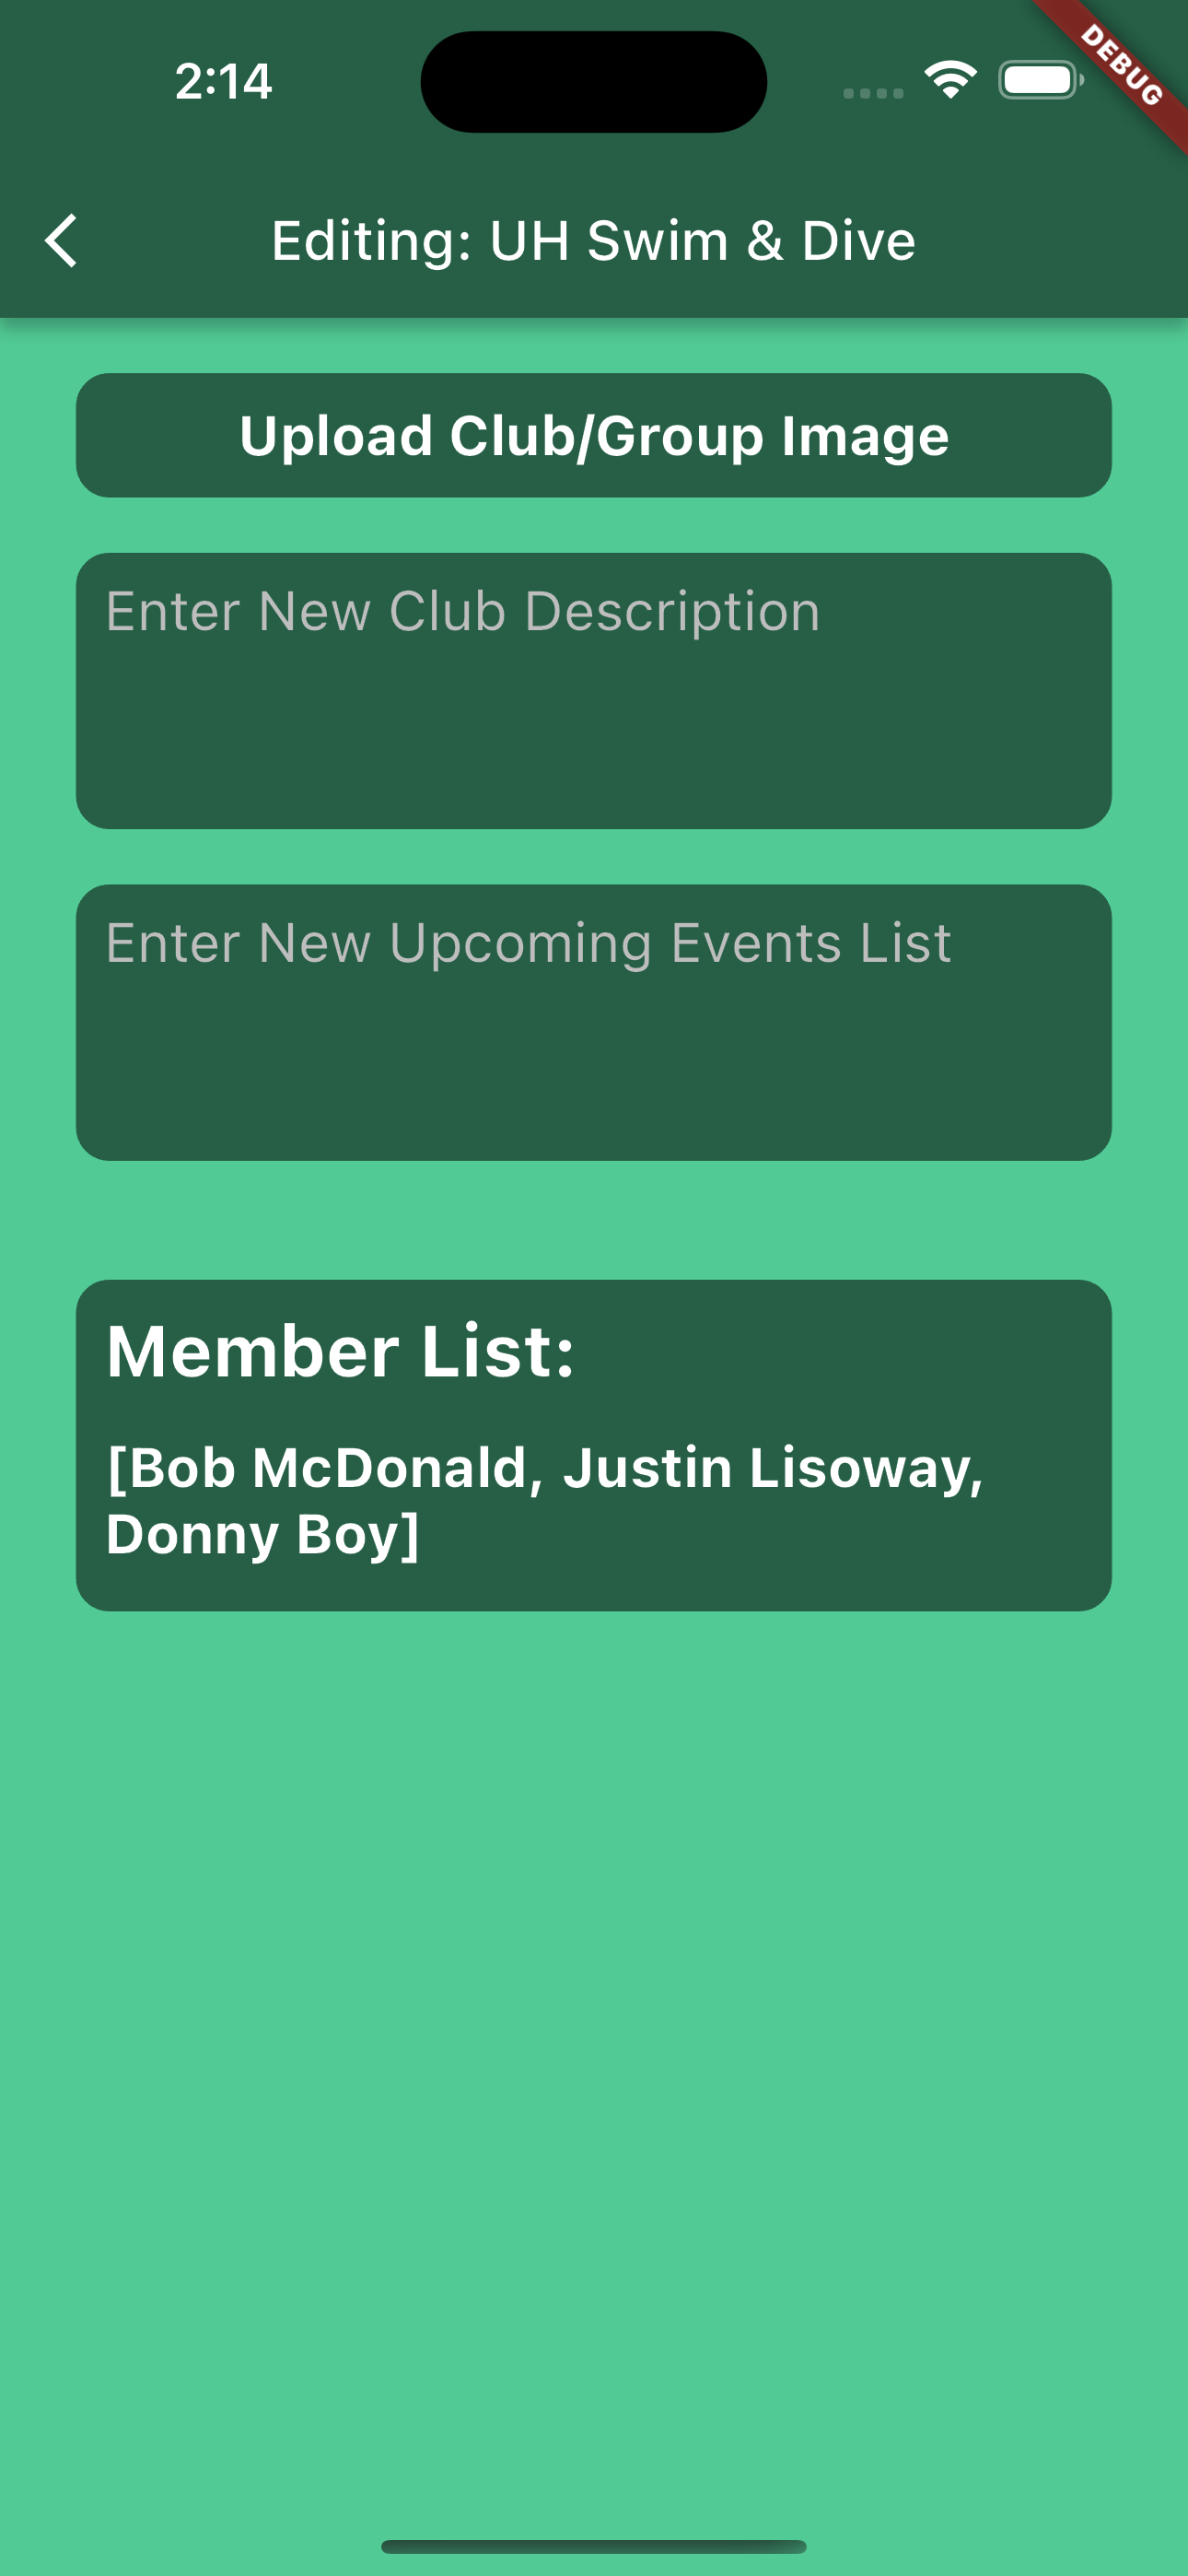 2:14
DEBUG
Editing: UH Swim & Dive
Upload Club/Group Image
Enter New Club Description
Enter New Upcoming Events List
Member List:
[Bob McDonald, Justin Lisoway,
Donny Boy]